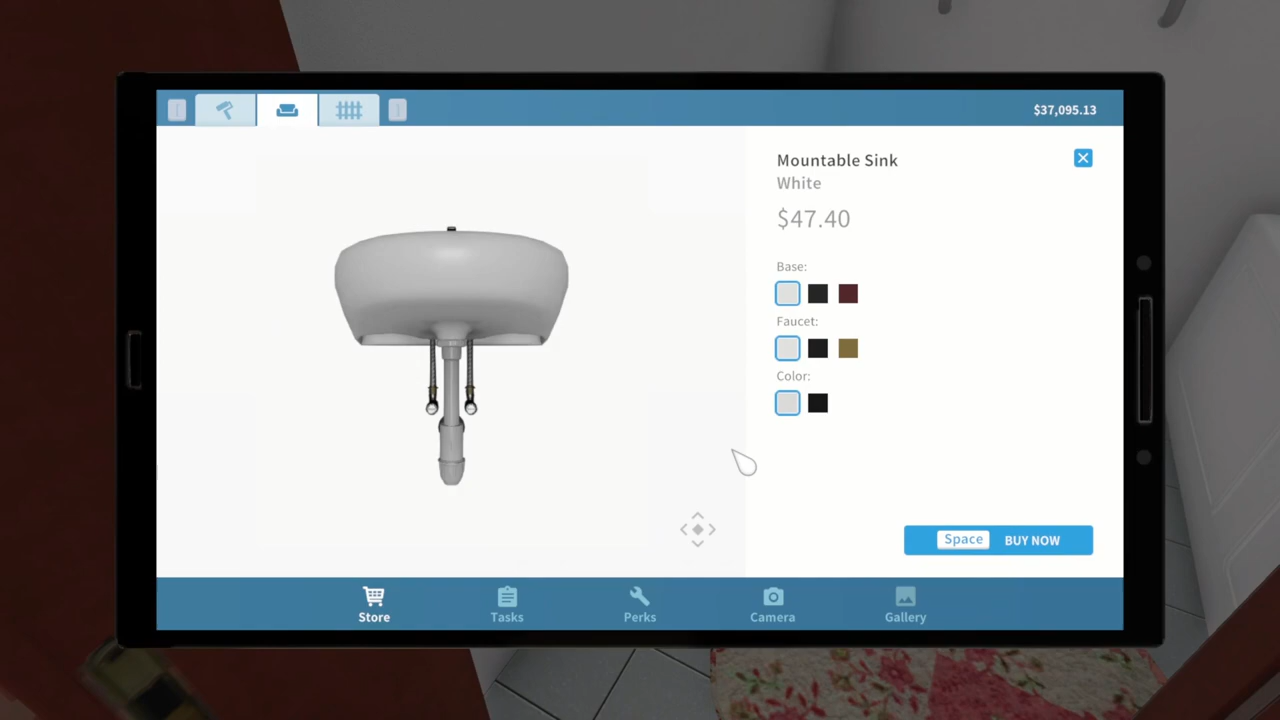 $37,095.13
Mountable Sink
White
$47.40
Base:
Faucet:
Color:
Space BUY NOW
Store
Tasks
Perks
Camera
Gallery